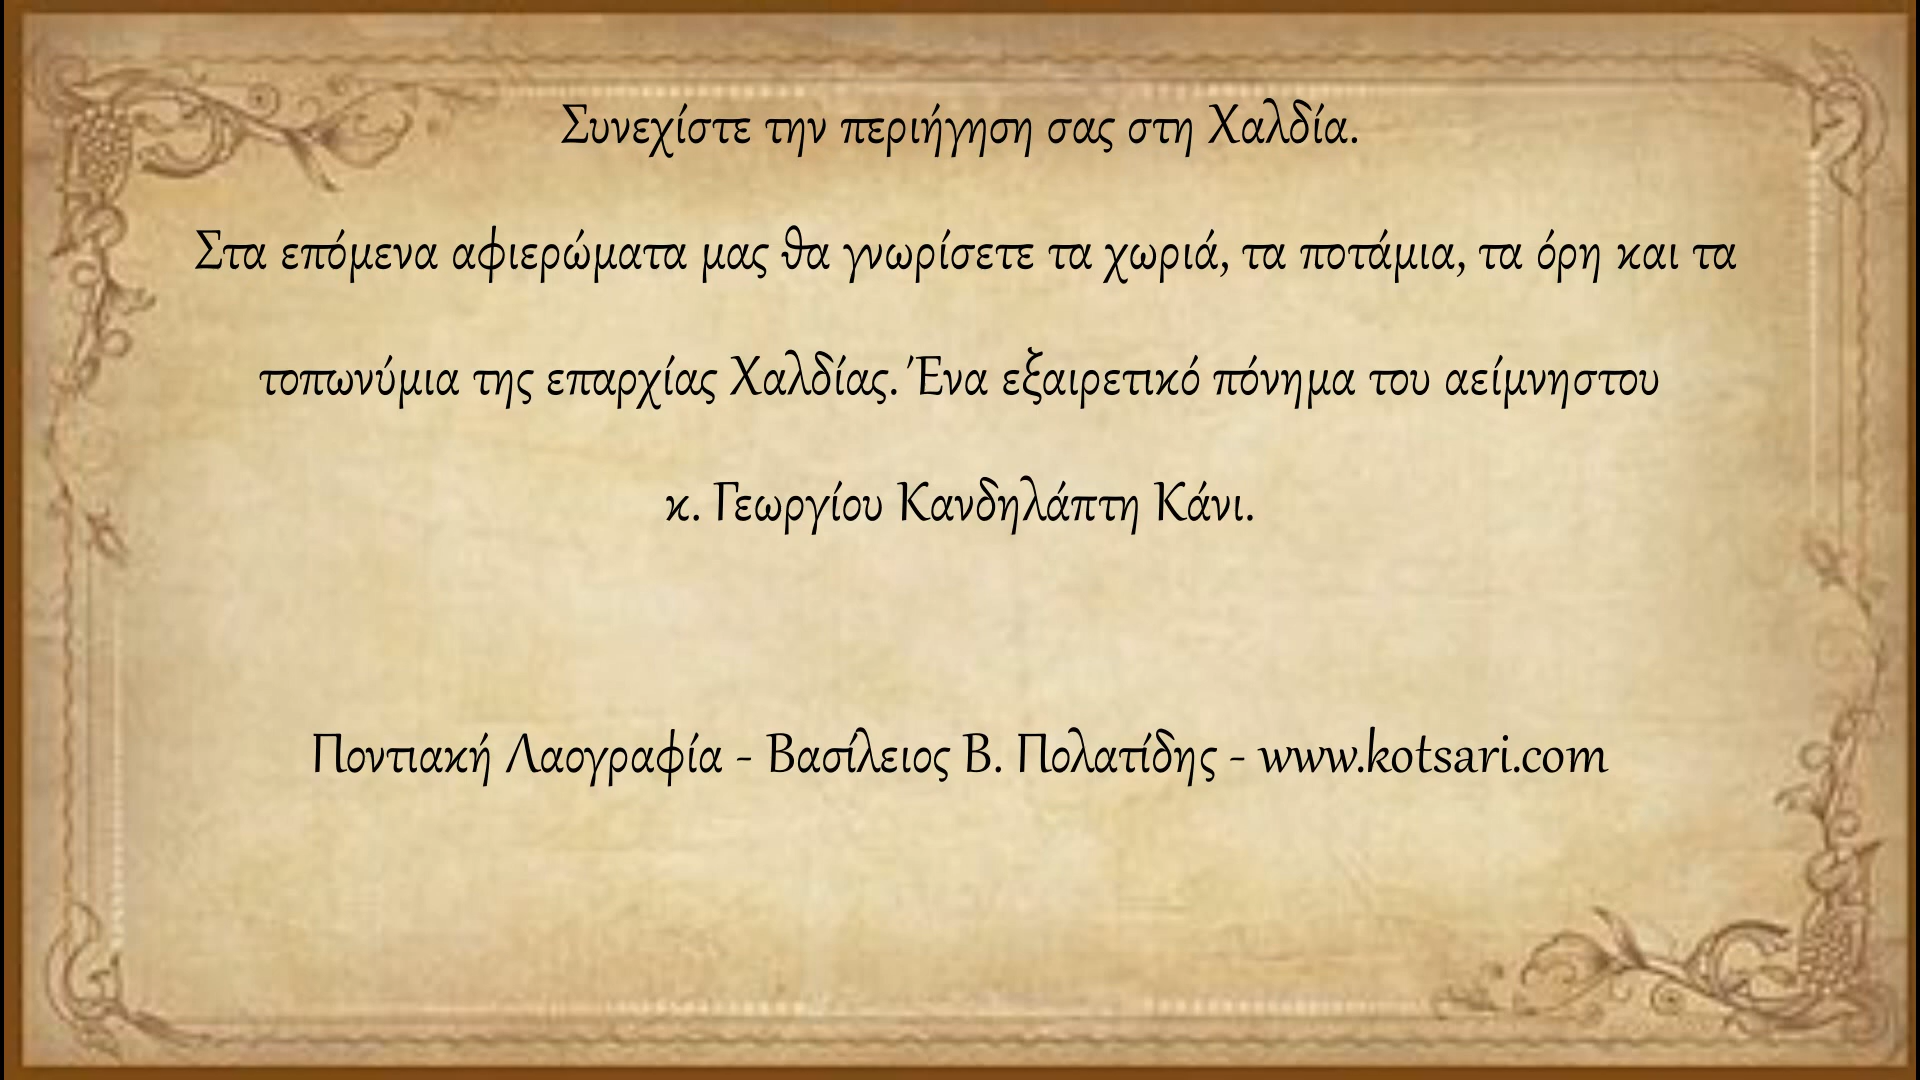 Συνεχίστε την περιήγηση σας στη Χαλδία.
Στα επόμενα αφιερώματα μας θα γνωρίσετε τα χωριά, τα ποτάμια, τα όρη και τα
τοπωνύμια της επαρχίας Χαλδίας. Ένα εξαιρετικό πόνημα του αείμνηστου
κ. Γεωργίου Κανδηλάπτη Κάνι.
Ποντιακή Λαογραφία - Βασίλειος Β. Πολατίδης - www.kotsari.com